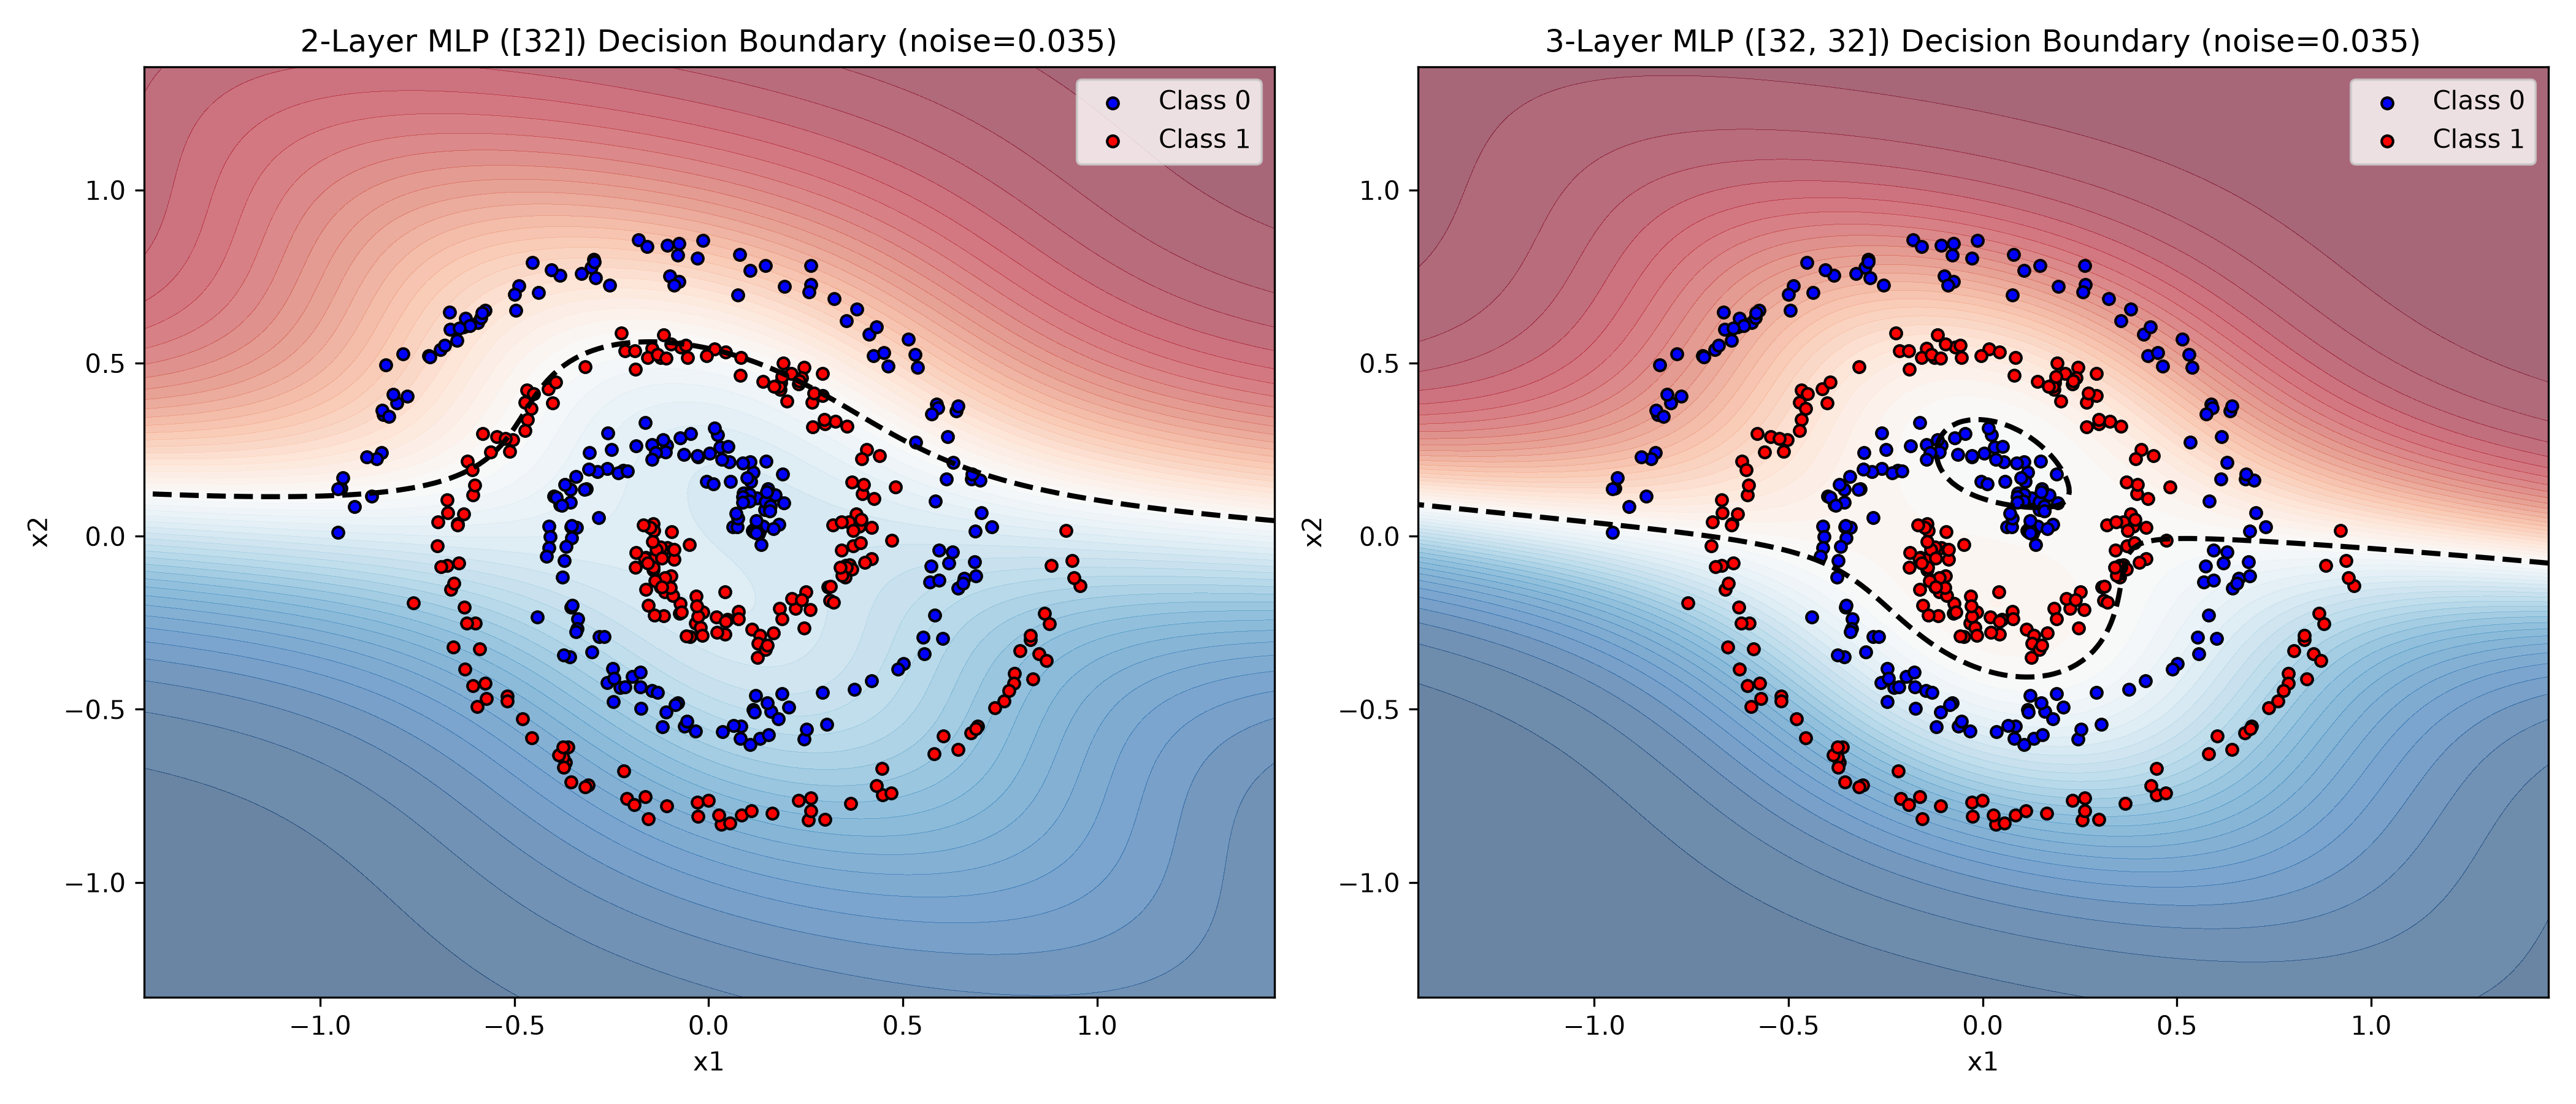 2-Layer MLP ([32]) Decision Boundary (noise=0.035)
Class 0
Class 1
1.0
0.5
0.0
−0.5
−1.0
x2
−1.0 −0.5 0.0 0.5 1.0
x1
3-Layer MLP ([32, 32]) Decision Boundary (noise=0.035)
Class 0
Class 1
1.0
0.5
0.0
−0.5
−1.0
x2
−1.0 −0.5 0.0 0.5 1.0
x1